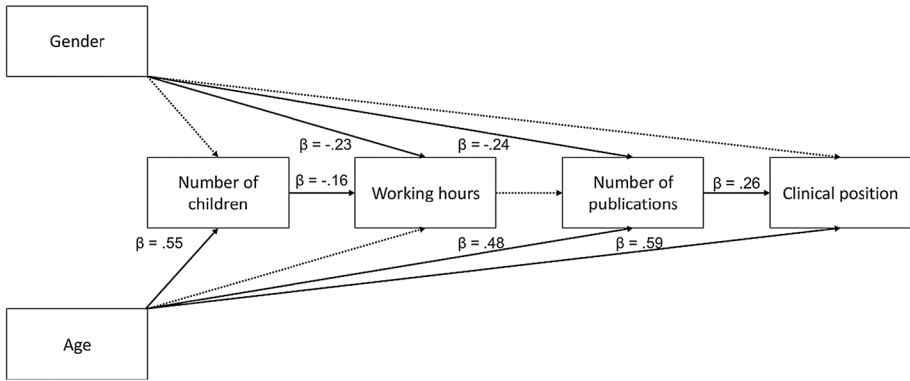 Gender
β = -.23
β = -.24
Number of
children
β = -.16
Working hours
Number of
publications
β = .26
Clinical position
β = .55
β = .48
β = .59
Age